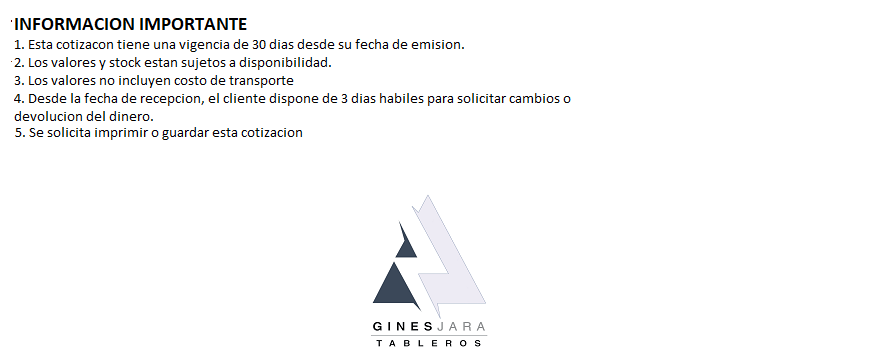 INFORMACION IMPORTANTE
1. Esta cotizacon tiene una vigencia de 30 dias desde su fecha de emision.
2. Los valores y stock estan sujetos a disponibilidad.
3. Los valores no incluyen costo de transporte
4. Desde la fecha de recepcion, el cliente dispone de 3 dias habiles para solicitar cambios o
devolucion del dinero.
5. Se solicita imprimir o guardar esta cotizacion
GINESJARA
TABLEROS